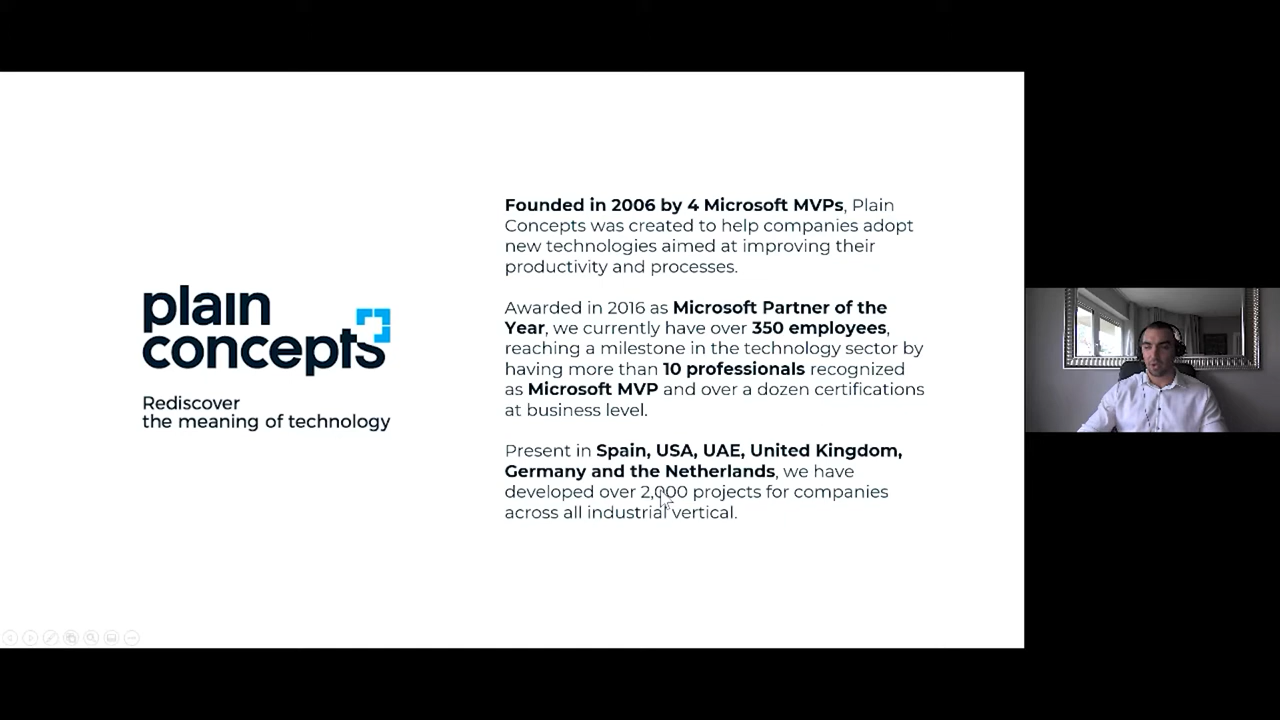 plain
concepts
Rediscover
the meaning of technology
Founded in 2006 by 4 Microsoft MVPs, Plain
Concepts was created to help companies adopt
new technologies aimed at improving their
productivity and processes.
Awarded in 2016 as Microsoft Partner of the
Year, we currently have over 350 employees,
reaching a milestone in the technology sector by
having more than 10 professionals recognized
as Microsoft MVP and over a dozen certifications
at business level.
Present in Spain, USA, UAE, United Kingdom,
Germany and the Netherlands, we have
developed over 2,000 projects for companies
across all industrial vertical.